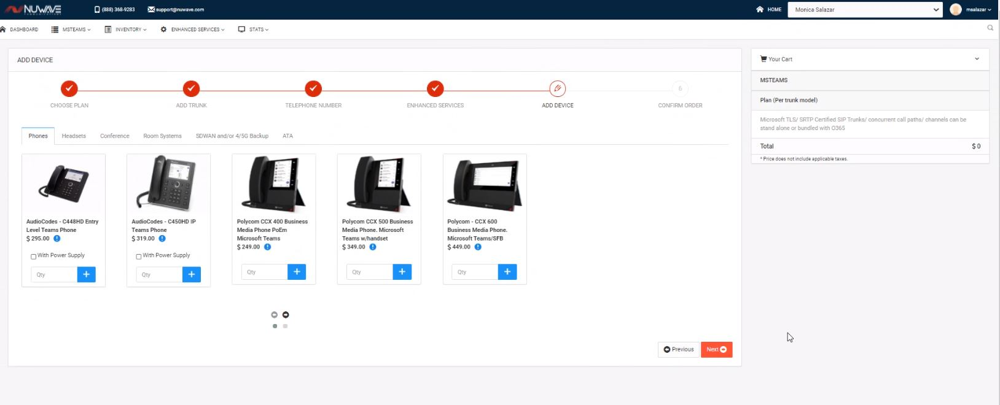 NUWAVE
COMMUNICATIONS
(888) 368-9283
support@nuwave.com
HOME
Monica Salazar
msalazar
DASHBOARD
MSTEAMS
INVENTORY
ENHANCED SERVICES
STATS
ADD DEVICE
CHOOSE PLAN
ADD TRUNK
TELEPHONE NUMBER
ENHANCED SERVICES
ADD DEVICE
6
CONFIRM ORDER
Phones
Headsets
Conference
Room Systems
SDWAN and/or 4/5G Backup
ATA
AudioCodes - C448HD Entry
Level Teams Phone
$ 295.00
With Power Supply
Qty
+
AudioCodes - C450HD IP
Teams Phone
$ 319.00
With Power Supply
Qty
+
Polycom CCX 400 Business
Media Phone PoEm
Microsoft Teams
$ 249.00
Qty
+
Polycom CCX 500 Business
Media Phone. Microsoft
Teams w/handset
$ 349.00
Qty
+
Polycom - CCX 600
Business Media Phone.
Microsoft Teams/SFB
$ 449.00
Qty
+
Previous
Next
Your Cart
MSTEAMS
Plan (Per trunk model)
Microsoft TLS/ SRTP Certified SIP Trunks/ concurrent call paths/ channels can be
stand alone or bundled with O365
Total
$ 0
* Price does not include applicable taxes.